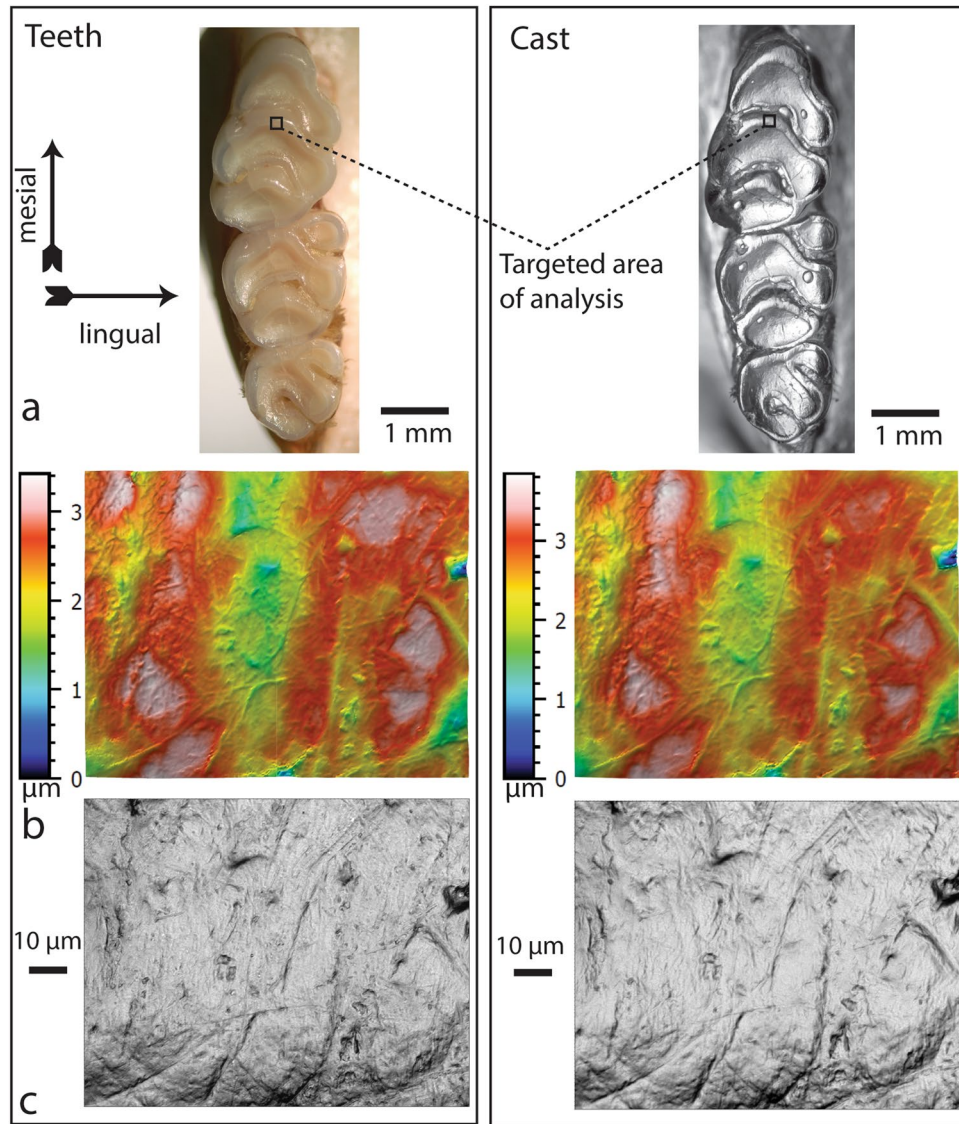 Teeth
Cast
mesial
lingual
Targeted area
of analysis
a
1 mm
1 mm
3
2
1
0
µm
3
2
1
0
µm
b
10 µm
10 µm
c